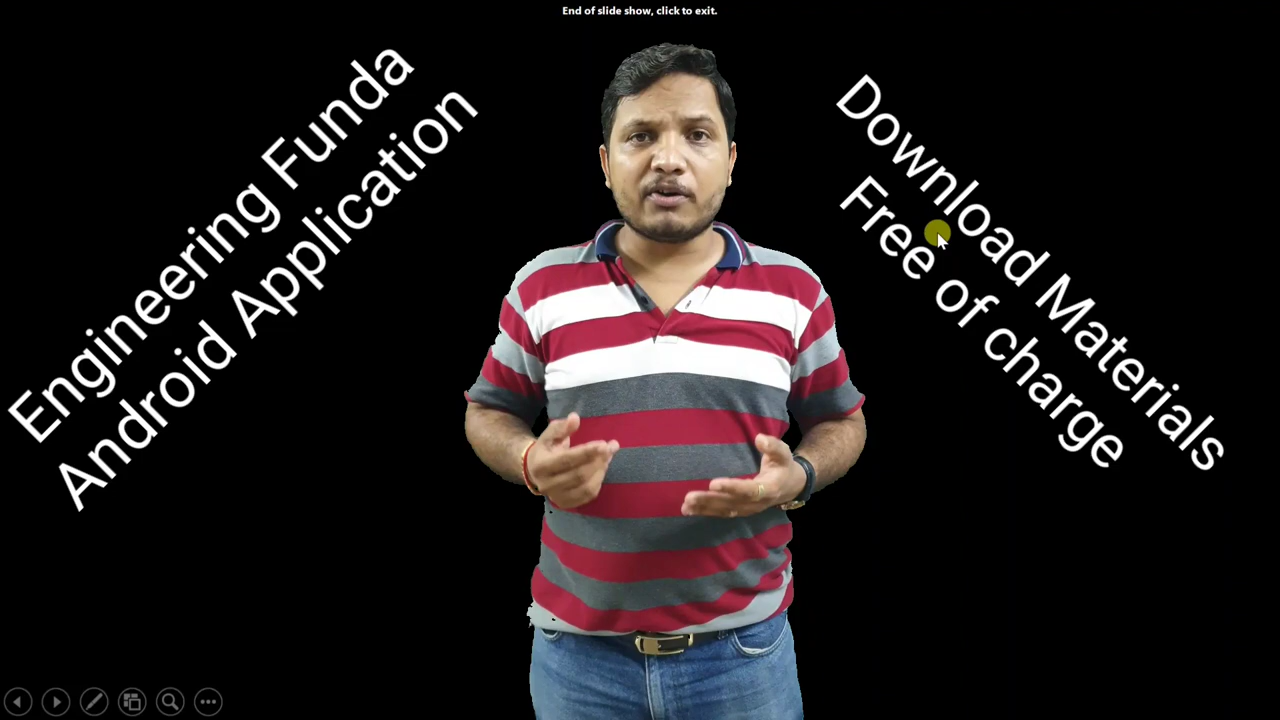 End of slide show, click to exit.
Engineering Funda
Android Application
Download Materials
Free of charge